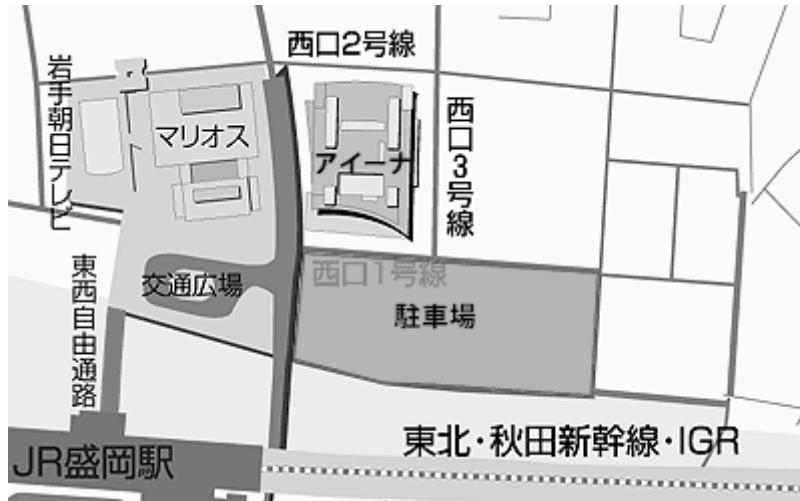 西口2号線
岩手朝日テレビ
マリオス
アイーナ
西口3号線
西口1号線
東西自由通路
交通広場
駐車場
東北・秋田新幹線・IGR
JR盛岡駅